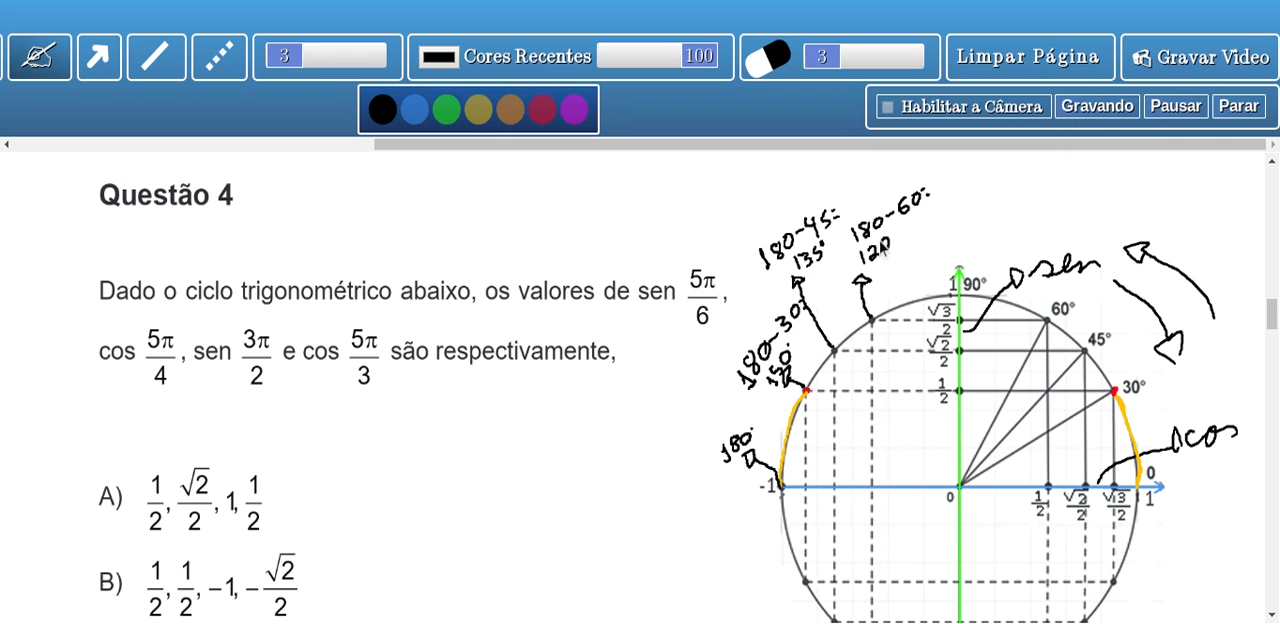 3 Cores Recentes 100 3 Limpar Página Gravar Video
Habilitar a Câmera Gravando Pausar Parar
Questão 4
Dado o ciclo trigonométrico abaixo, os valores de sen 5π/6,
cos 5π/4, sen 3π/2 e cos 5π/3 são respectivamente,
A) 1/2, √2/2, 1, 1/2
B) 1/2, 1/2, −1, −√2/2
180-45=
135°
180-60=
120
180-30=
150°
180°
sen
cos
1 90°
60°
45°
30°
√3/2
√2/2
1/2
-1
0
0
1/2 √2/2 √3/2 1